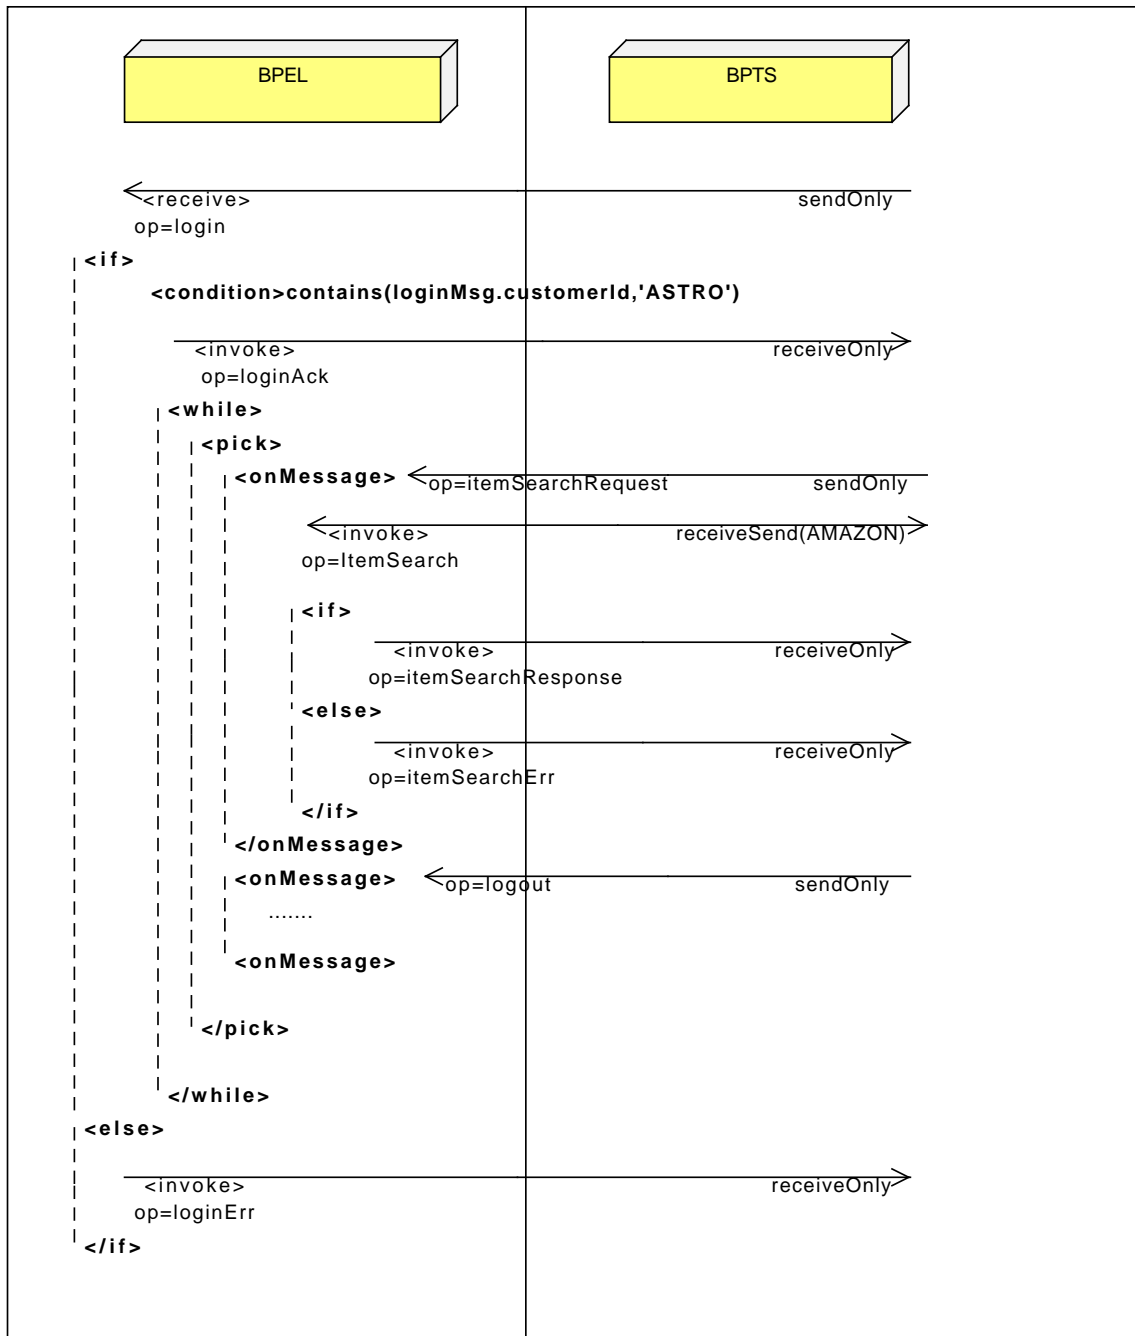 BPEL
BPTS
<receive> sendOnly
op=login
<if>
<condition>contains(loginMsg.customerId,'ASTRO')
<invoke> receiveOnly
op=loginAck
<while>
<pick>
<onMessage> op=itemSearchRequest sendOnly
<invoke> receiveSend(AMAZON)
op=ItemSearch
<if>
<invoke> receiveOnly
op=itemSearchResponse
<else>
<invoke> receiveOnly
op=itemSearchErr
</if>
</onMessage>
<onMessage> op=logout sendOnly
.......
<onMessage>
</pick>
</while>
<else>
<invoke> receiveOnly
op=loginErr
</if>